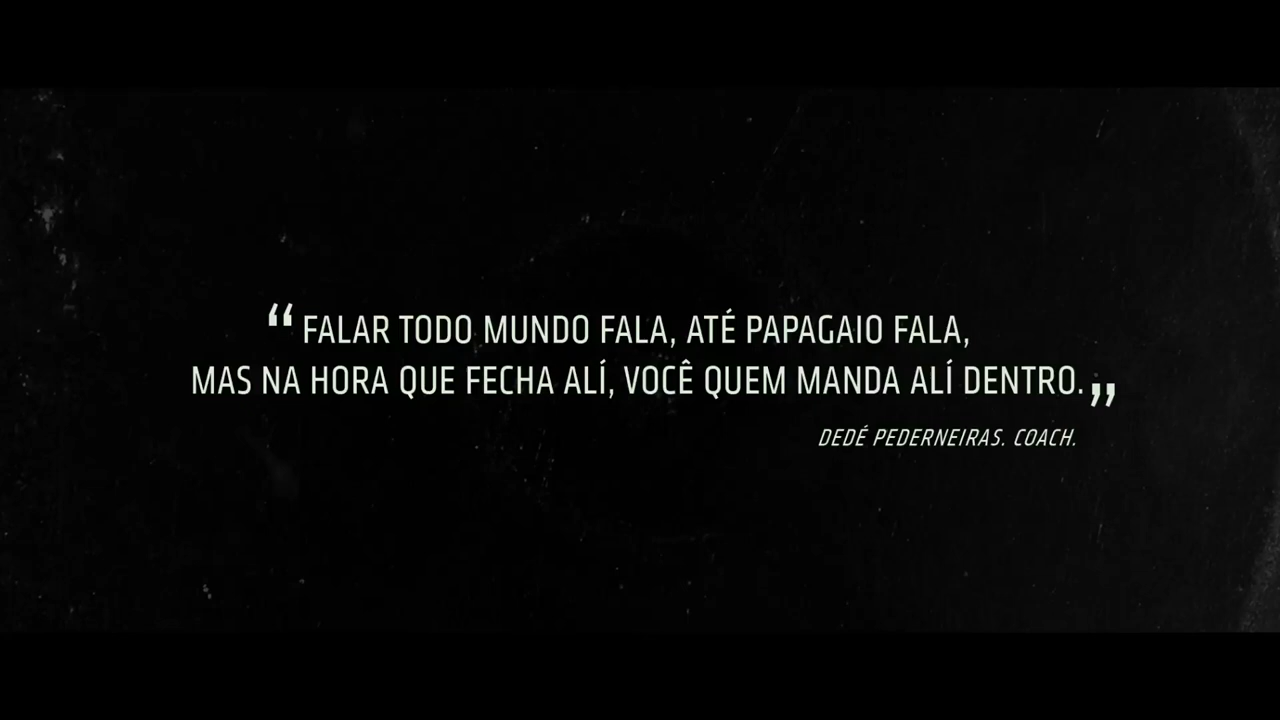 “FALAR TODO MUNDO FALA, ATÉ PAPAGAIO FALA,
MAS NA HORA QUE FECHA ALÍ, VOCÊ QUEM MANDA ALÍ DENTRO.”
DEDÉ PEDERNEIRAS. COACH.